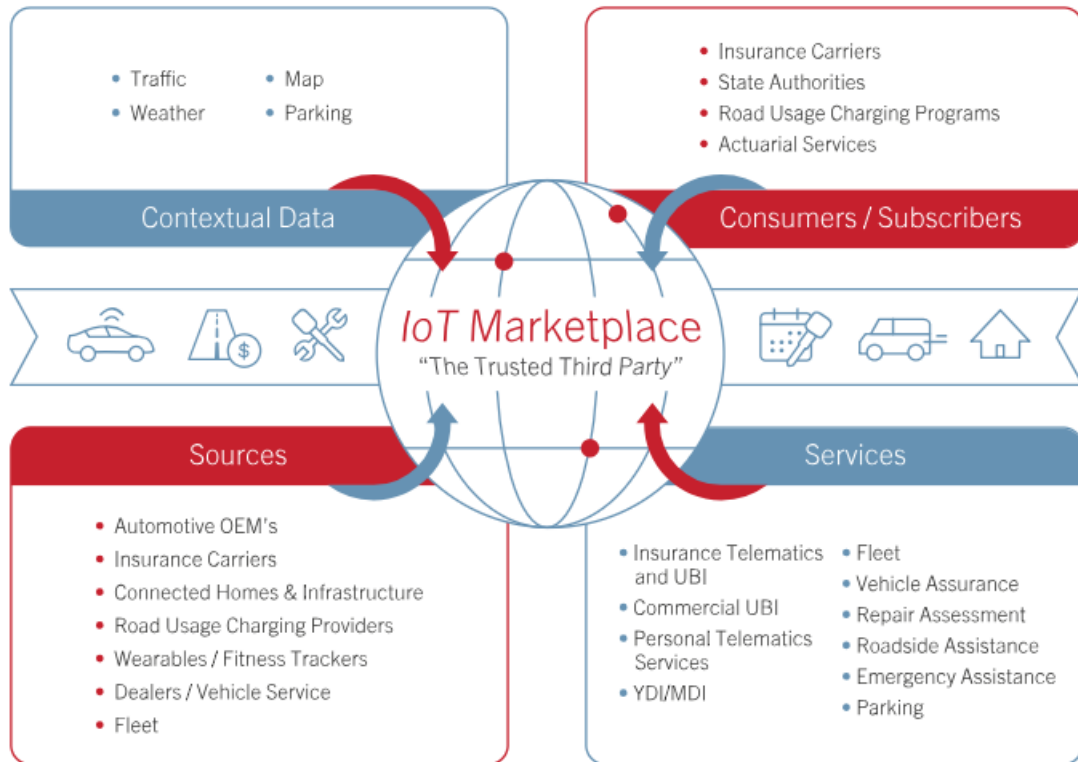 Traffic
Weather
Map
Parking
Contextual Data
Insurance Carriers
State Authorities
Road Usage Charging Programs
Actuarial Services
Consumers / Subscribers
$
IoT Marketplace
“The Trusted Third Party”
Sources
Automotive OEM's
Insurance Carriers
Connected Homes & Infrastructure
Road Usage Charging Providers
Wearables / Fitness Trackers
Dealers / Vehicle Service
Fleet
Services
Insurance Telematics
and UBI
Commercial UBI
Personal Telematics
Services
YDI/MDI
Fleet
Vehicle Assurance
Repair Assessment
Roadside Assistance
Emergency Assistance
Parking